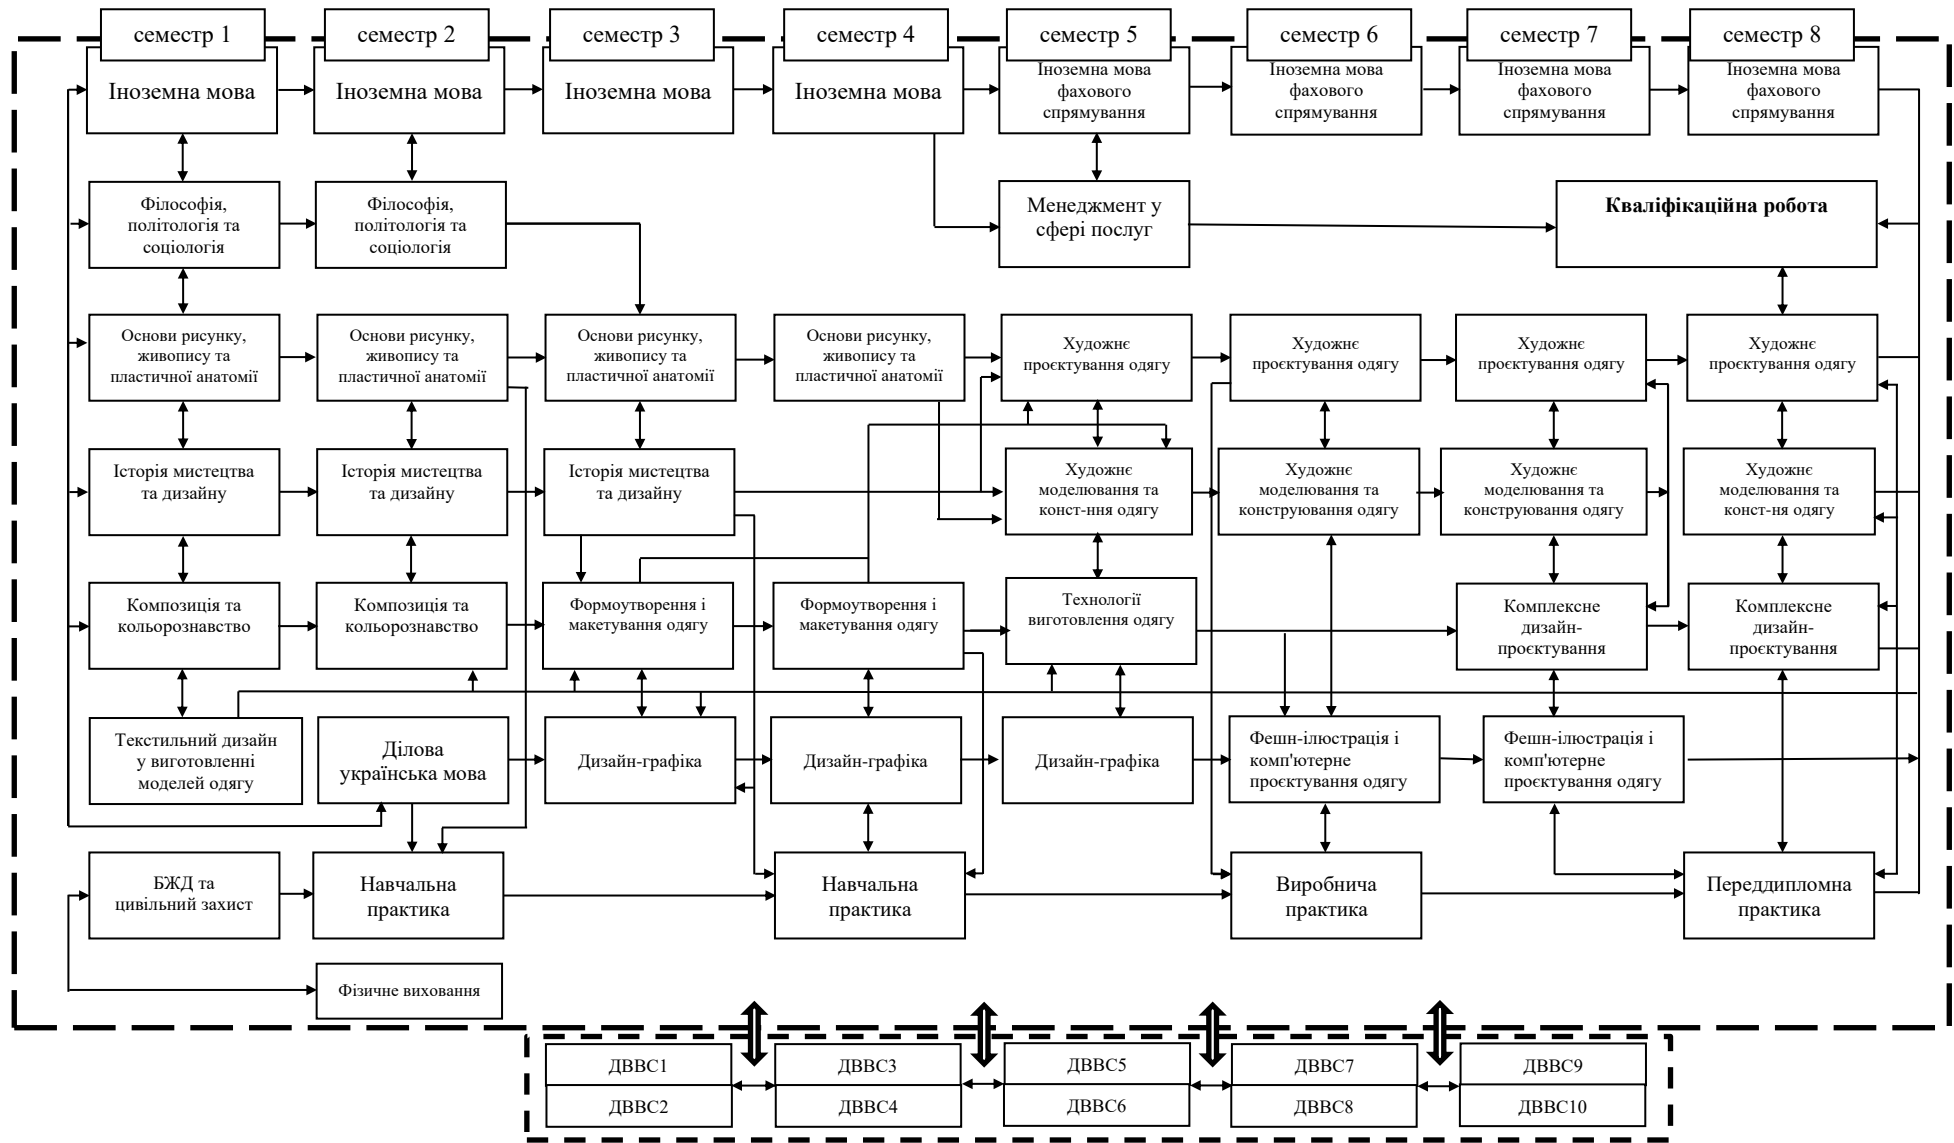 семестр 1
семестр 2
семестр 3
семестр 4
семестр 5
семестр 6
семестр 7
семестр 8
Іноземна мова
Іноземна мова
Іноземна мова
Іноземна мова
Іноземна мова
фахового
спрямування
Іноземна мова
фахового
спрямування
Іноземна мова
фахового
спрямування
Іноземна мова
фахового
спрямування
Філософія,
політологія та
соціологія
Філософія,
політологія та
соціологія
Менеджмент у
сфері послуг
Кваліфікаційна робота
Основи рисунку,
живопису та
пластичної анатомії
Основи рисунку,
живопису та
пластичної анатомії
Основи рисунку,
живопису та
пластичної анатомії
Основи рисунку,
живопису та
пластичної анатомії
Художнє
проєктування одягу
Художнє
проєктування одягу
Художнє
проєктування одягу
Художнє
проєктування одягу
Історія мистецтва
та дизайну
Історія мистецтва
та дизайну
Історія мистецтва
та дизайну
Художнє
моделювання та
конст-ння одягу
Художнє
моделювання та
конструювання одягу
Художнє
моделювання та
конструювання одягу
Художнє
моделювання та
конст-ня одягу
Композиція та
кольорознавство
Композиція та
кольорознавство
Формоутворення і
макетування одягу
Формоутворення і
макетування одягу
Технології
виготовлення одягу
Комплексне
дизайн-
проєктування
Комплексне
дизайн-
проєктування
Текстильний дизайн
у виготовленні
моделей одягу
Ділова
українська мова
Дизайн-графіка
Дизайн-графіка
Дизайн-графіка
Фешн-ілюстрація і
комп'ютерне
проєктування одягу
Фешн-ілюстрація і
комп'ютерне
проєктування одягу
БЖД та
цивільний захист
Навчальна
практика
Навчальна
практика
Виробнича
практика
Переддипломна
практика
Фізичне виховання
ДВВС1
ДВВС3
ДВВС5
ДВВС7
ДВВС9
ДВВС2
ДВВС4
ДВВС6
ДВВС8
ДВВС10